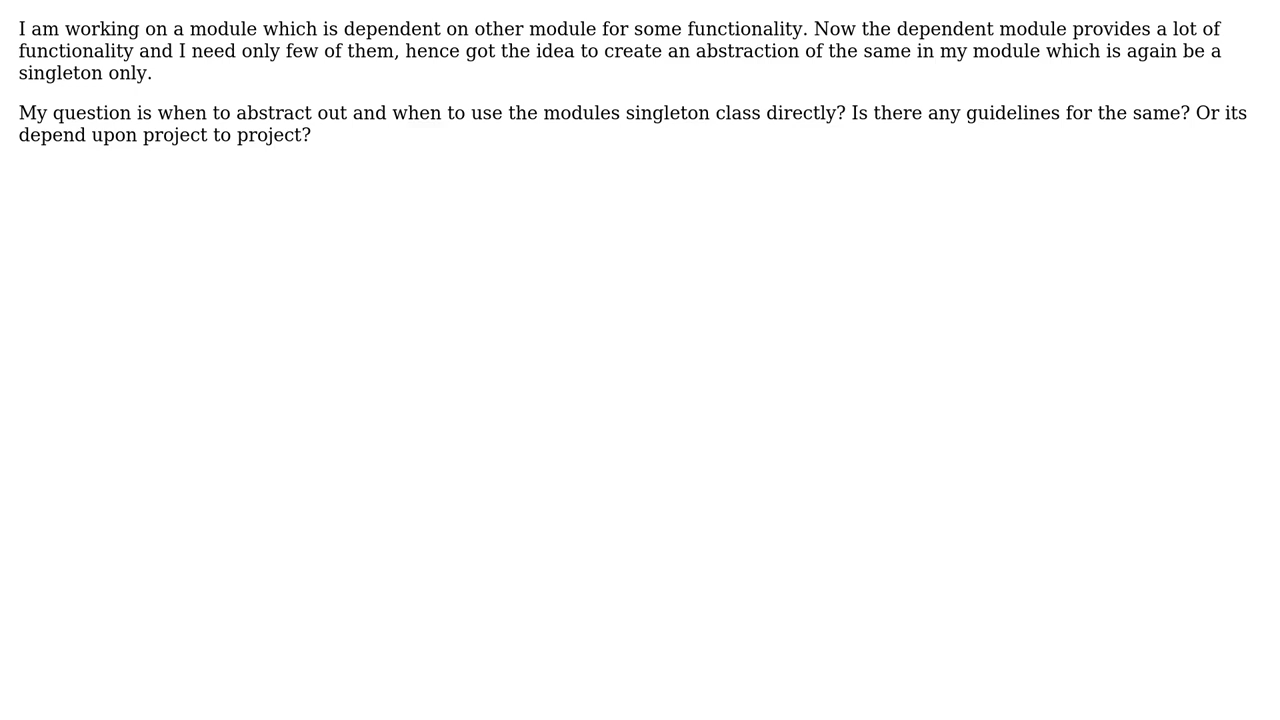 I am working on a module which is dependent on other module for some functionality. Now the dependent module provides a lot of
functionality and I need only few of them, hence got the idea to create an abstraction of the same in my module which is again be a
singleton only.
My question is when to abstract out and when to use the modules singleton class directly? Is there any guidelines for the same? Or its
depend upon project to project?